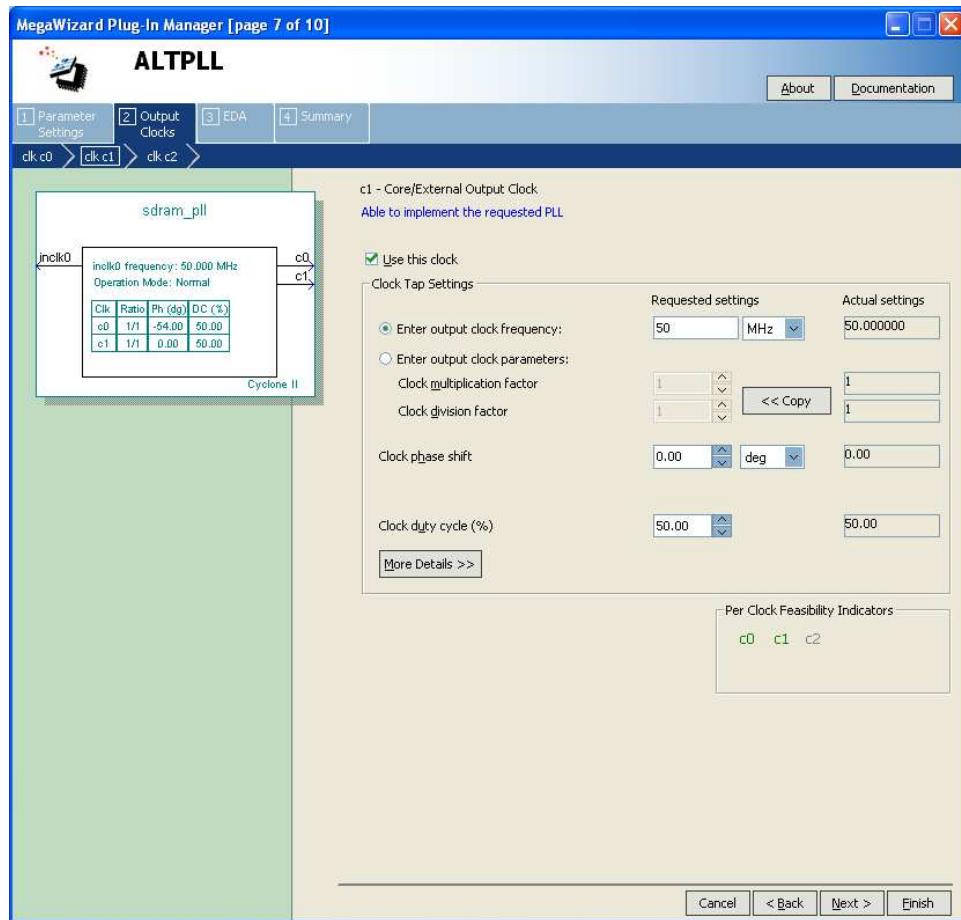 MegaWizard Plug-In Manager [page 7 of 10]
ALTPLL
About
Documentation
1 Parameter Settings
2 Output Clocks
3 EDA
4 Summary
clk c0
clk c1
clk c2
sdram_pll
inclk0
c0
c1
inclk0 frequency: 50.000 MHz
Operation Mode: Normal
Clk Ratio Ph (dg) DC (%)
c0 1/1 -54.00 50.00
c1 1/1 0.00 50.00
Cyclone II
c1 - Core/External Output Clock
Able to implement the requested PLL
Use this clock
Clock Tap Settings
Requested settings Actual settings
Enter output clock frequency: 50 MHz 50.000000
Enter output clock parameters:
Clock multiplication factor 1 1
<< Copy
Clock division factor 1 1
Clock phase shift 0.00 deg 0.00
Clock duty cycle (%) 50.00 50.00
More Details >>
Per Clock Feasibility Indicators
c0 c1 c2
Cancel < Back Next > Finish